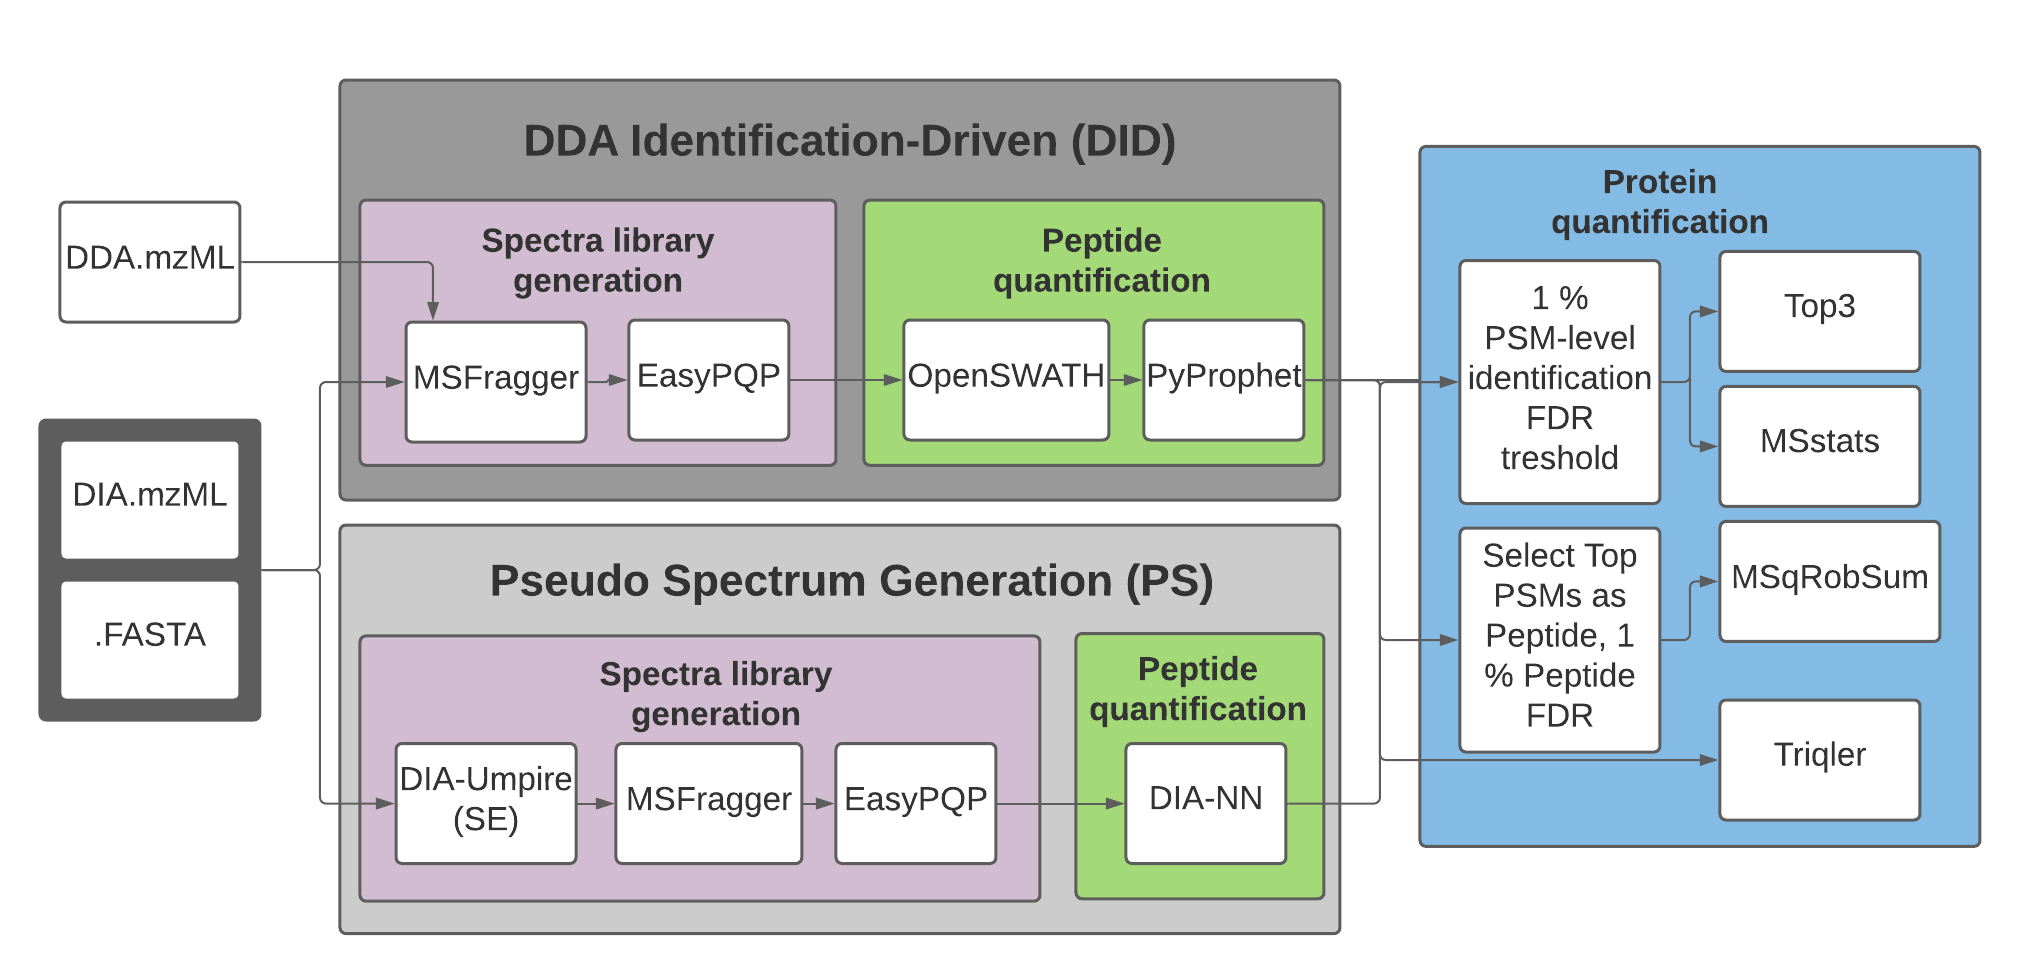 DDA Identification-Driven (DID)
DDA.mzML
Spectra library
generation
MSFragger
EasyPQP
Peptide
quantification
OpenSWATH
PyProphet
DIA.mzML
.FASTA
Pseudo Spectrum Generation (PS)
Spectra library
generation
DIA-Umpire
(SE)
MSFragger
EasyPQP
Peptide
quantification
DIA-NN
Protein
quantification
1 %
PSM-level
identification
FDR
treshold
Top3
MSstats
Select Top
PSMs as
Peptide, 1
% Peptide
FDR
MSqRobSum
Triqler